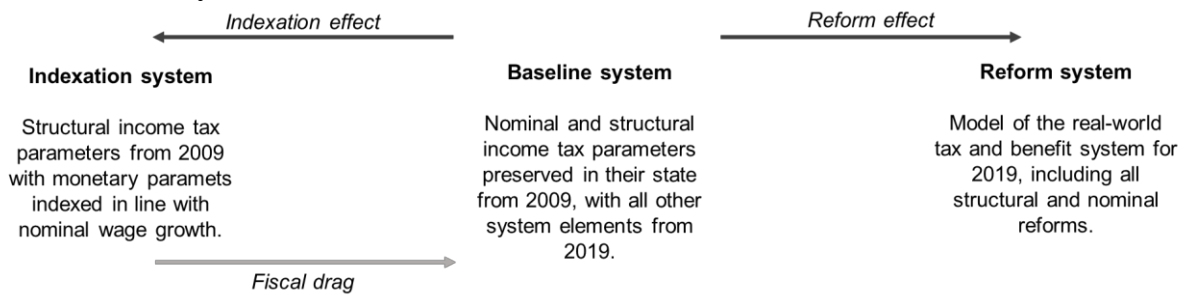 Indexation effect
Reform effect
Indexation system
Structural income tax
parameters from 2009
with monetary paramets
indexed in line with
nominal wage growth.
Baseline system
Nominal and structural
income tax parameters
preserved in their state
from 2009, with all other
system elements from
2019.
Reform system
Model of the real-world
tax and benefit system for
2019, including all
structural and nominal
reforms.
Fiscal drag